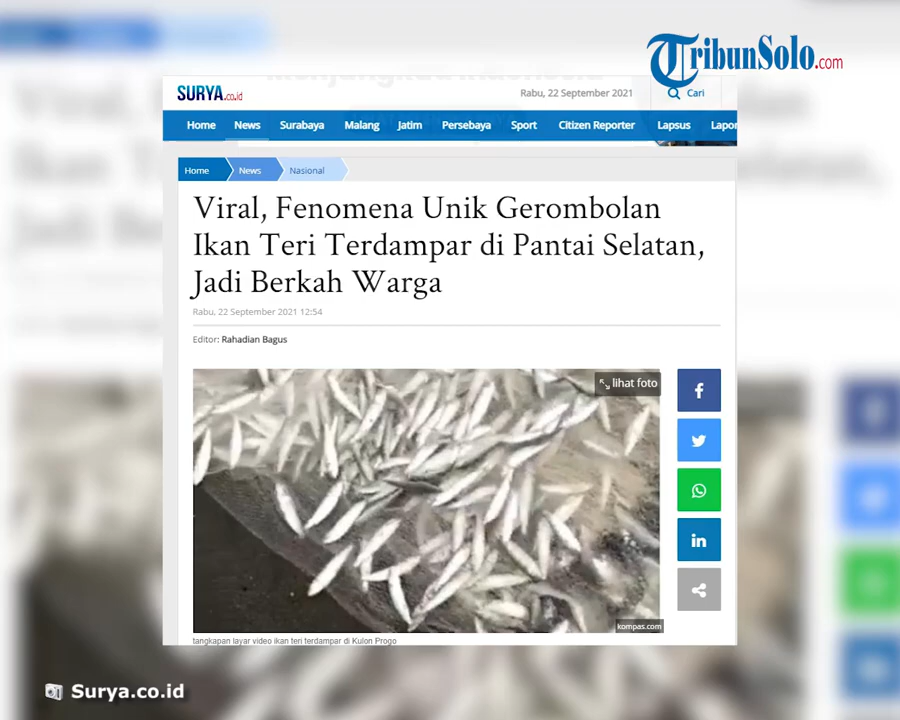 TribunSolo.com
SURYA.co.id
Rabu, 22 September 2021
Cari
Home News Surabaya Malang Jatim Persebaya Sport Citizen Reporter Lapsus Lapor
Home News Nasional
Viral, Fenomena Unik Gerombolan
Ikan Teri Terdampar di Pantai Selatan,
Jadi Berkah Warga
Rabu, 22 September 2021 12:54
Editor: Rahadian Bagus
lihat foto
kompas.com
tangkapan layar video ikan teri terdampar di Kulon Progo
Surya.co.id